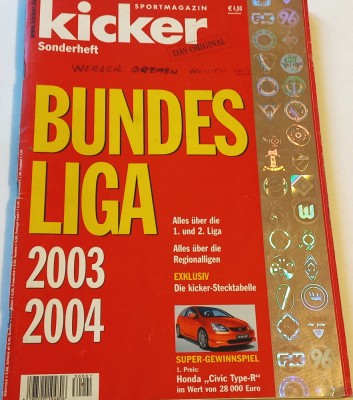 SPORTMAGAZIN
€ 4,80
kicker
Sonderheft
DAS ORIGINAL
WERDER BREMEN
BUNDES
LIGA
2003
2004
Alles über die
1. und 2. Liga
Alles über die
Regionalligen
EXKLUSIV
Die kicker-Stecktabelle
SUPER-GEWINNSPIEL
1. Preis:
Honda „Civic Type-R“
im Wert von 28 000 Euro
96
96